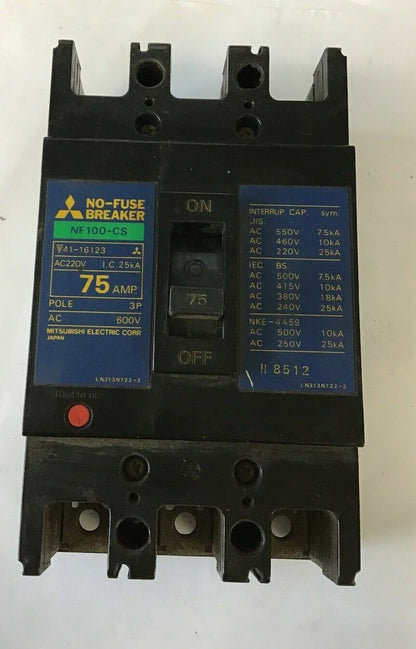 NO-FUSE
BREAKER
NF100-CS
41-16123
AC220V I.C. 25kA
75 AMP
POLE 3P
AC 600V
MITSUBISHI ELECTRIC CORP.
JAPAN
LN313N722-2
ON
75
OFF
INTERRUP. CAP. sym.
JIS.
AC 550V 7.5kA
AC 460V 10kA
AC 220V 25kA
IEC. BS.
AC 500V 7.5kA
AC 415V 10kA
AC 380V 18kA
AC 240V 25kA
NKE-4459
AC 500V 10kA
AC 250V 25kA
8512
LN313N722-2